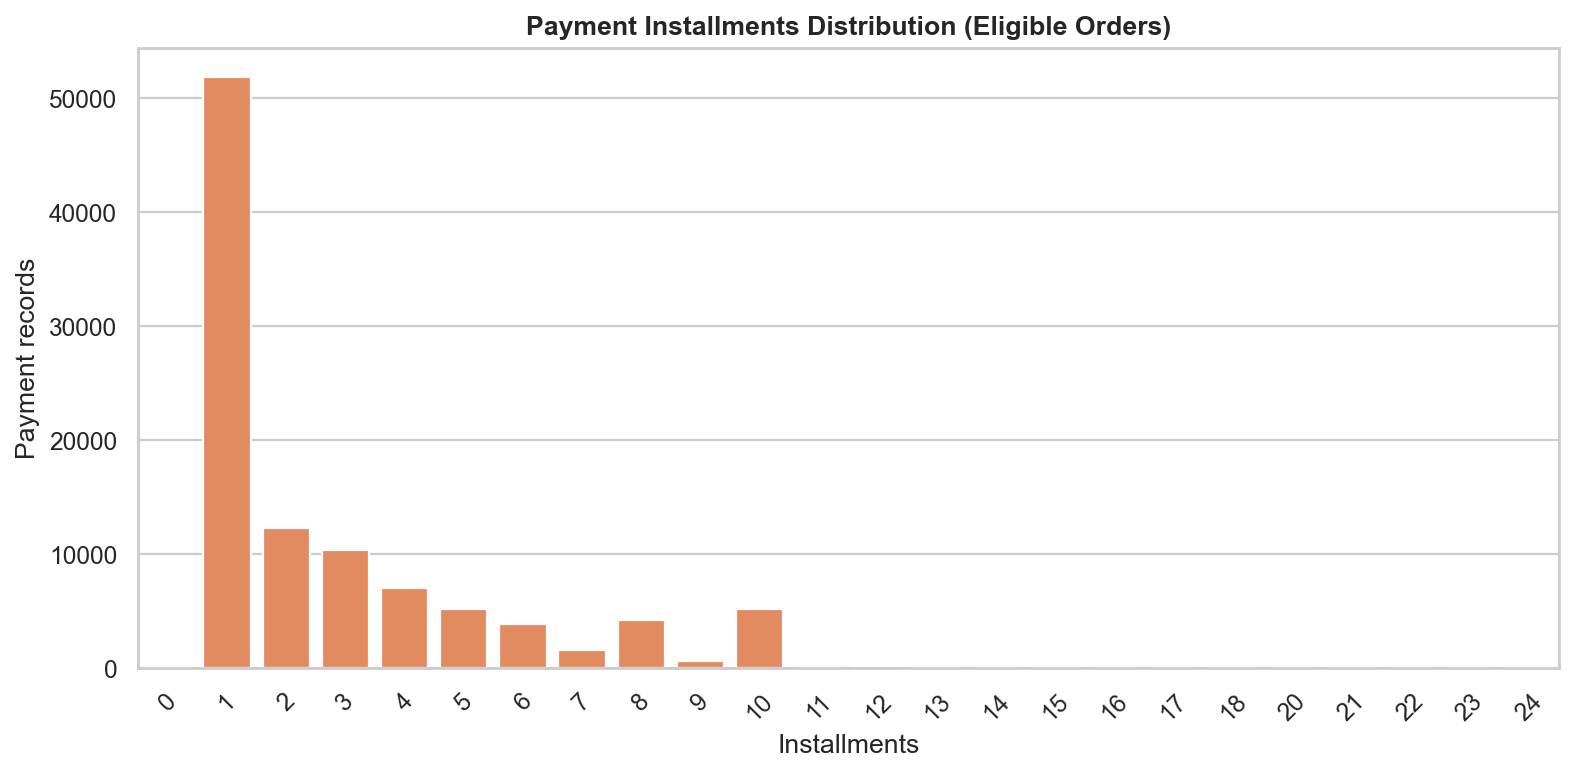 Payment Installments Distribution (Eligible Orders)
Payment records
50000
40000
30000
20000
10000
0
0 1 2 3 4 5 6 7 8 9 10 11 12 13 14 15 16 17 18 20 21 22 23 24
Installments